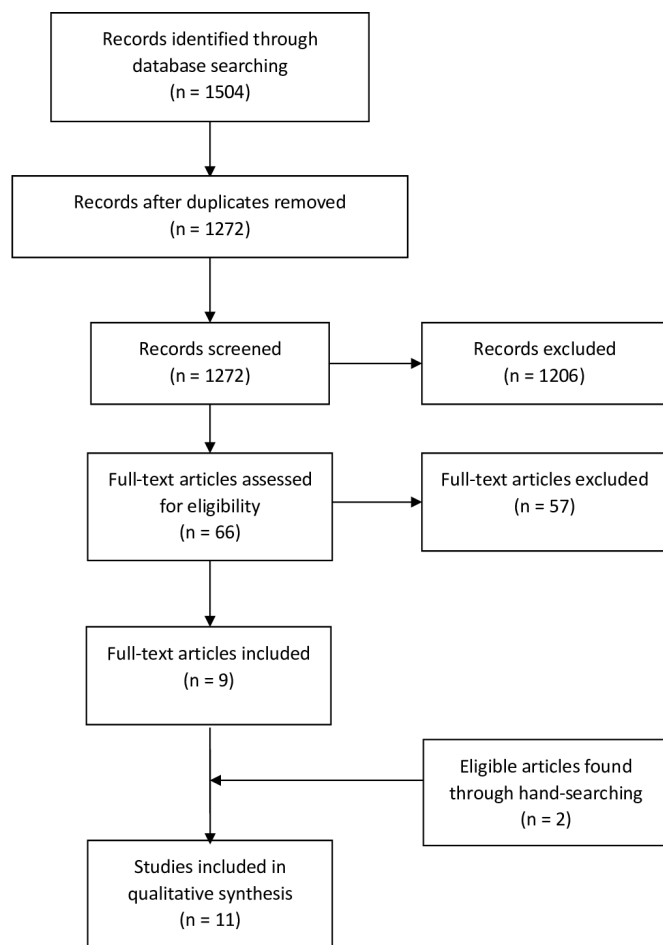 Records identified through
database searching
(n = 1504)
Records after duplicates removed
(n = 1272)
Records screened
(n = 1272)
Records excluded
(n = 1206)
Full-text articles assessed
for eligibility
(n = 66)
Full-text articles excluded
(n = 57)
Full-text articles included
(n = 9)
Eligible articles found
through hand-searching
(n = 2)
Studies included in
qualitative synthesis
(n = 11)